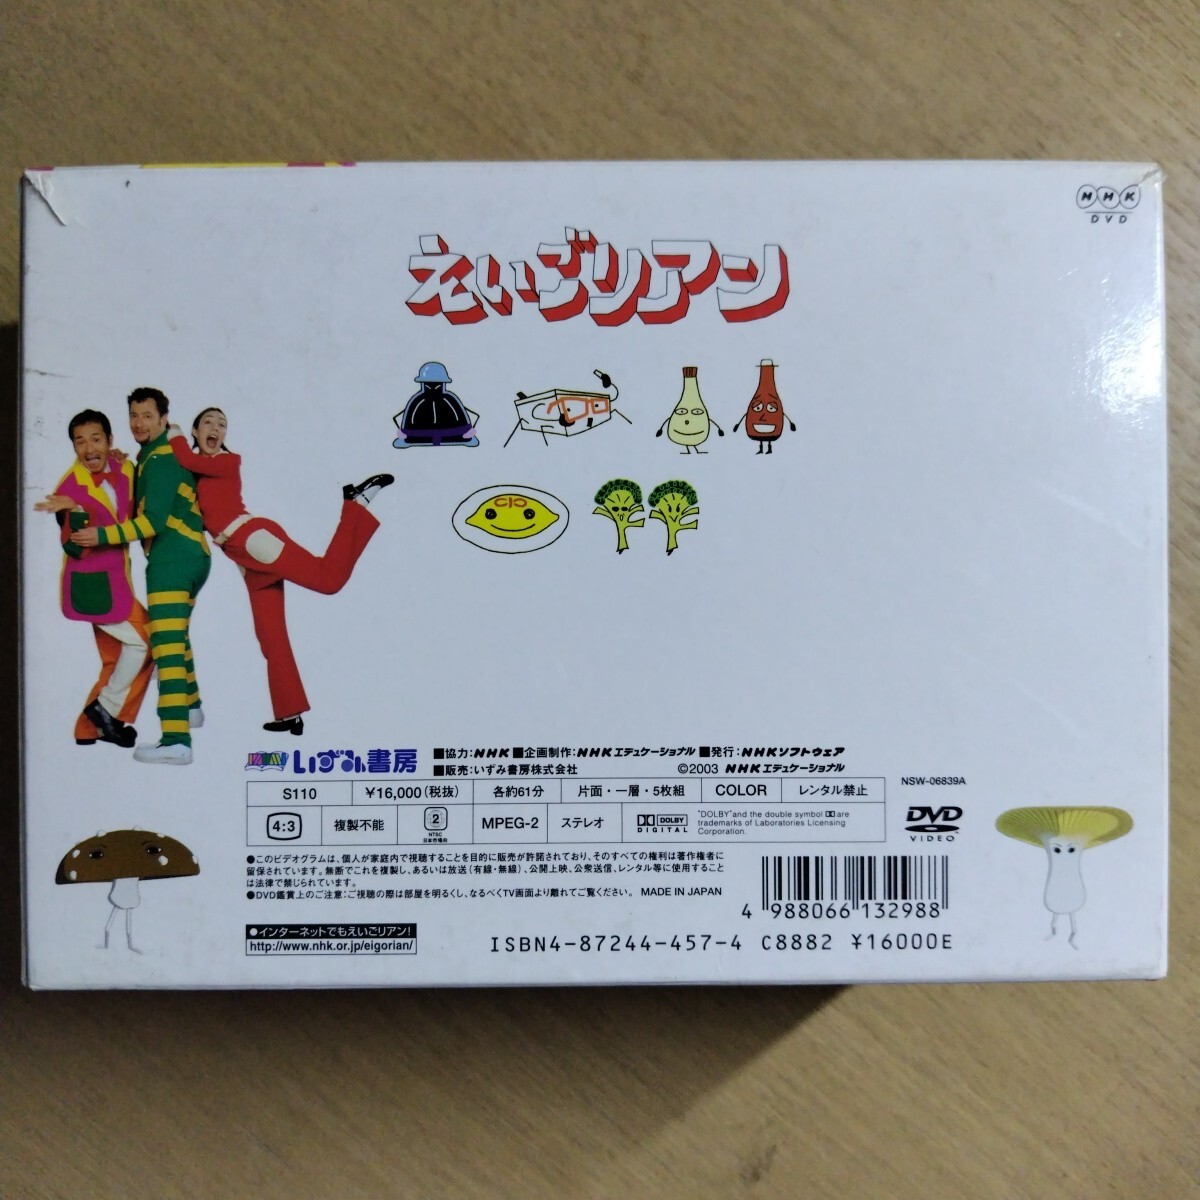 NHK
DVD
えいごリアン
いずみ書房
■協力:NHK ■企画制作:NHKエデュケーショナル ■発行:NHKソフトウェア
■販売:いずみ書房株式会社 ©2003 NHKエデュケーショナル
S110 ¥16,000(税抜) 各約61分 片面・一層・5枚組 COLOR レンタル禁止
NSW-06839A
4:3 複製不能 2 NTSC 日本市場向 MPEG-2 ステレオ DOLBY DIGITAL
"DOLBY"and the double symbol are
trademarks of Laboratories Licensing
Corporation.
DVD
VIDEO
●このビデオグラムは、個人が家庭内で視聴することを目的に販売が許諾されており、そのすべての権利は著作権者に
留保されています。無断でこれを複製し、あるいは放送(有線・無線)、公開上映、公衆送信、レンタル等に使用すること
は法律で禁じられています。
●DVD鑑賞上のご注意:ご視聴の際は部屋を明るくし、なるべくTV画面より離れてご覧ください。 MADE IN JAPAN
●インターネットでもえいごリアン!
http://www.nhk.or.jp/eigorian/
4 988066 132988
ISBN4-87244-457-4 C8882 ¥16000E